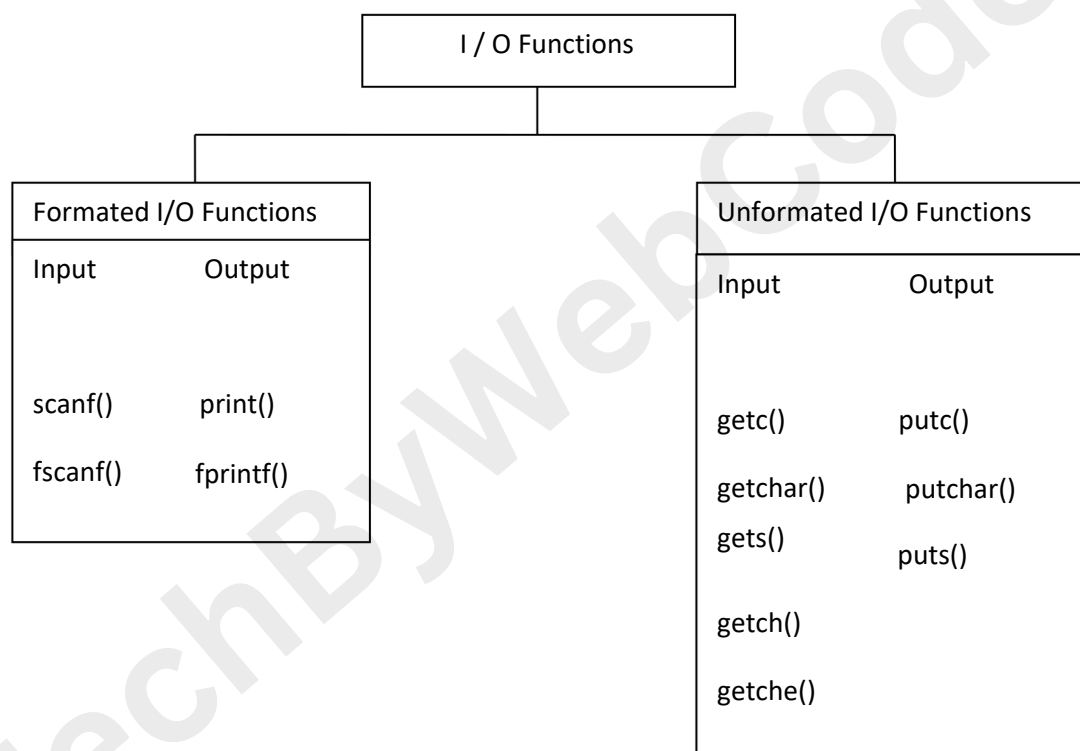 I / O Functions
Formated I/O Functions
Input Output
scanf() print()
fscanf() fprintf()
Unformated I/O Functions
Input Output
getc() putc()
getchar() putchar()
gets() puts()
getch()
getche()
echByWebCode